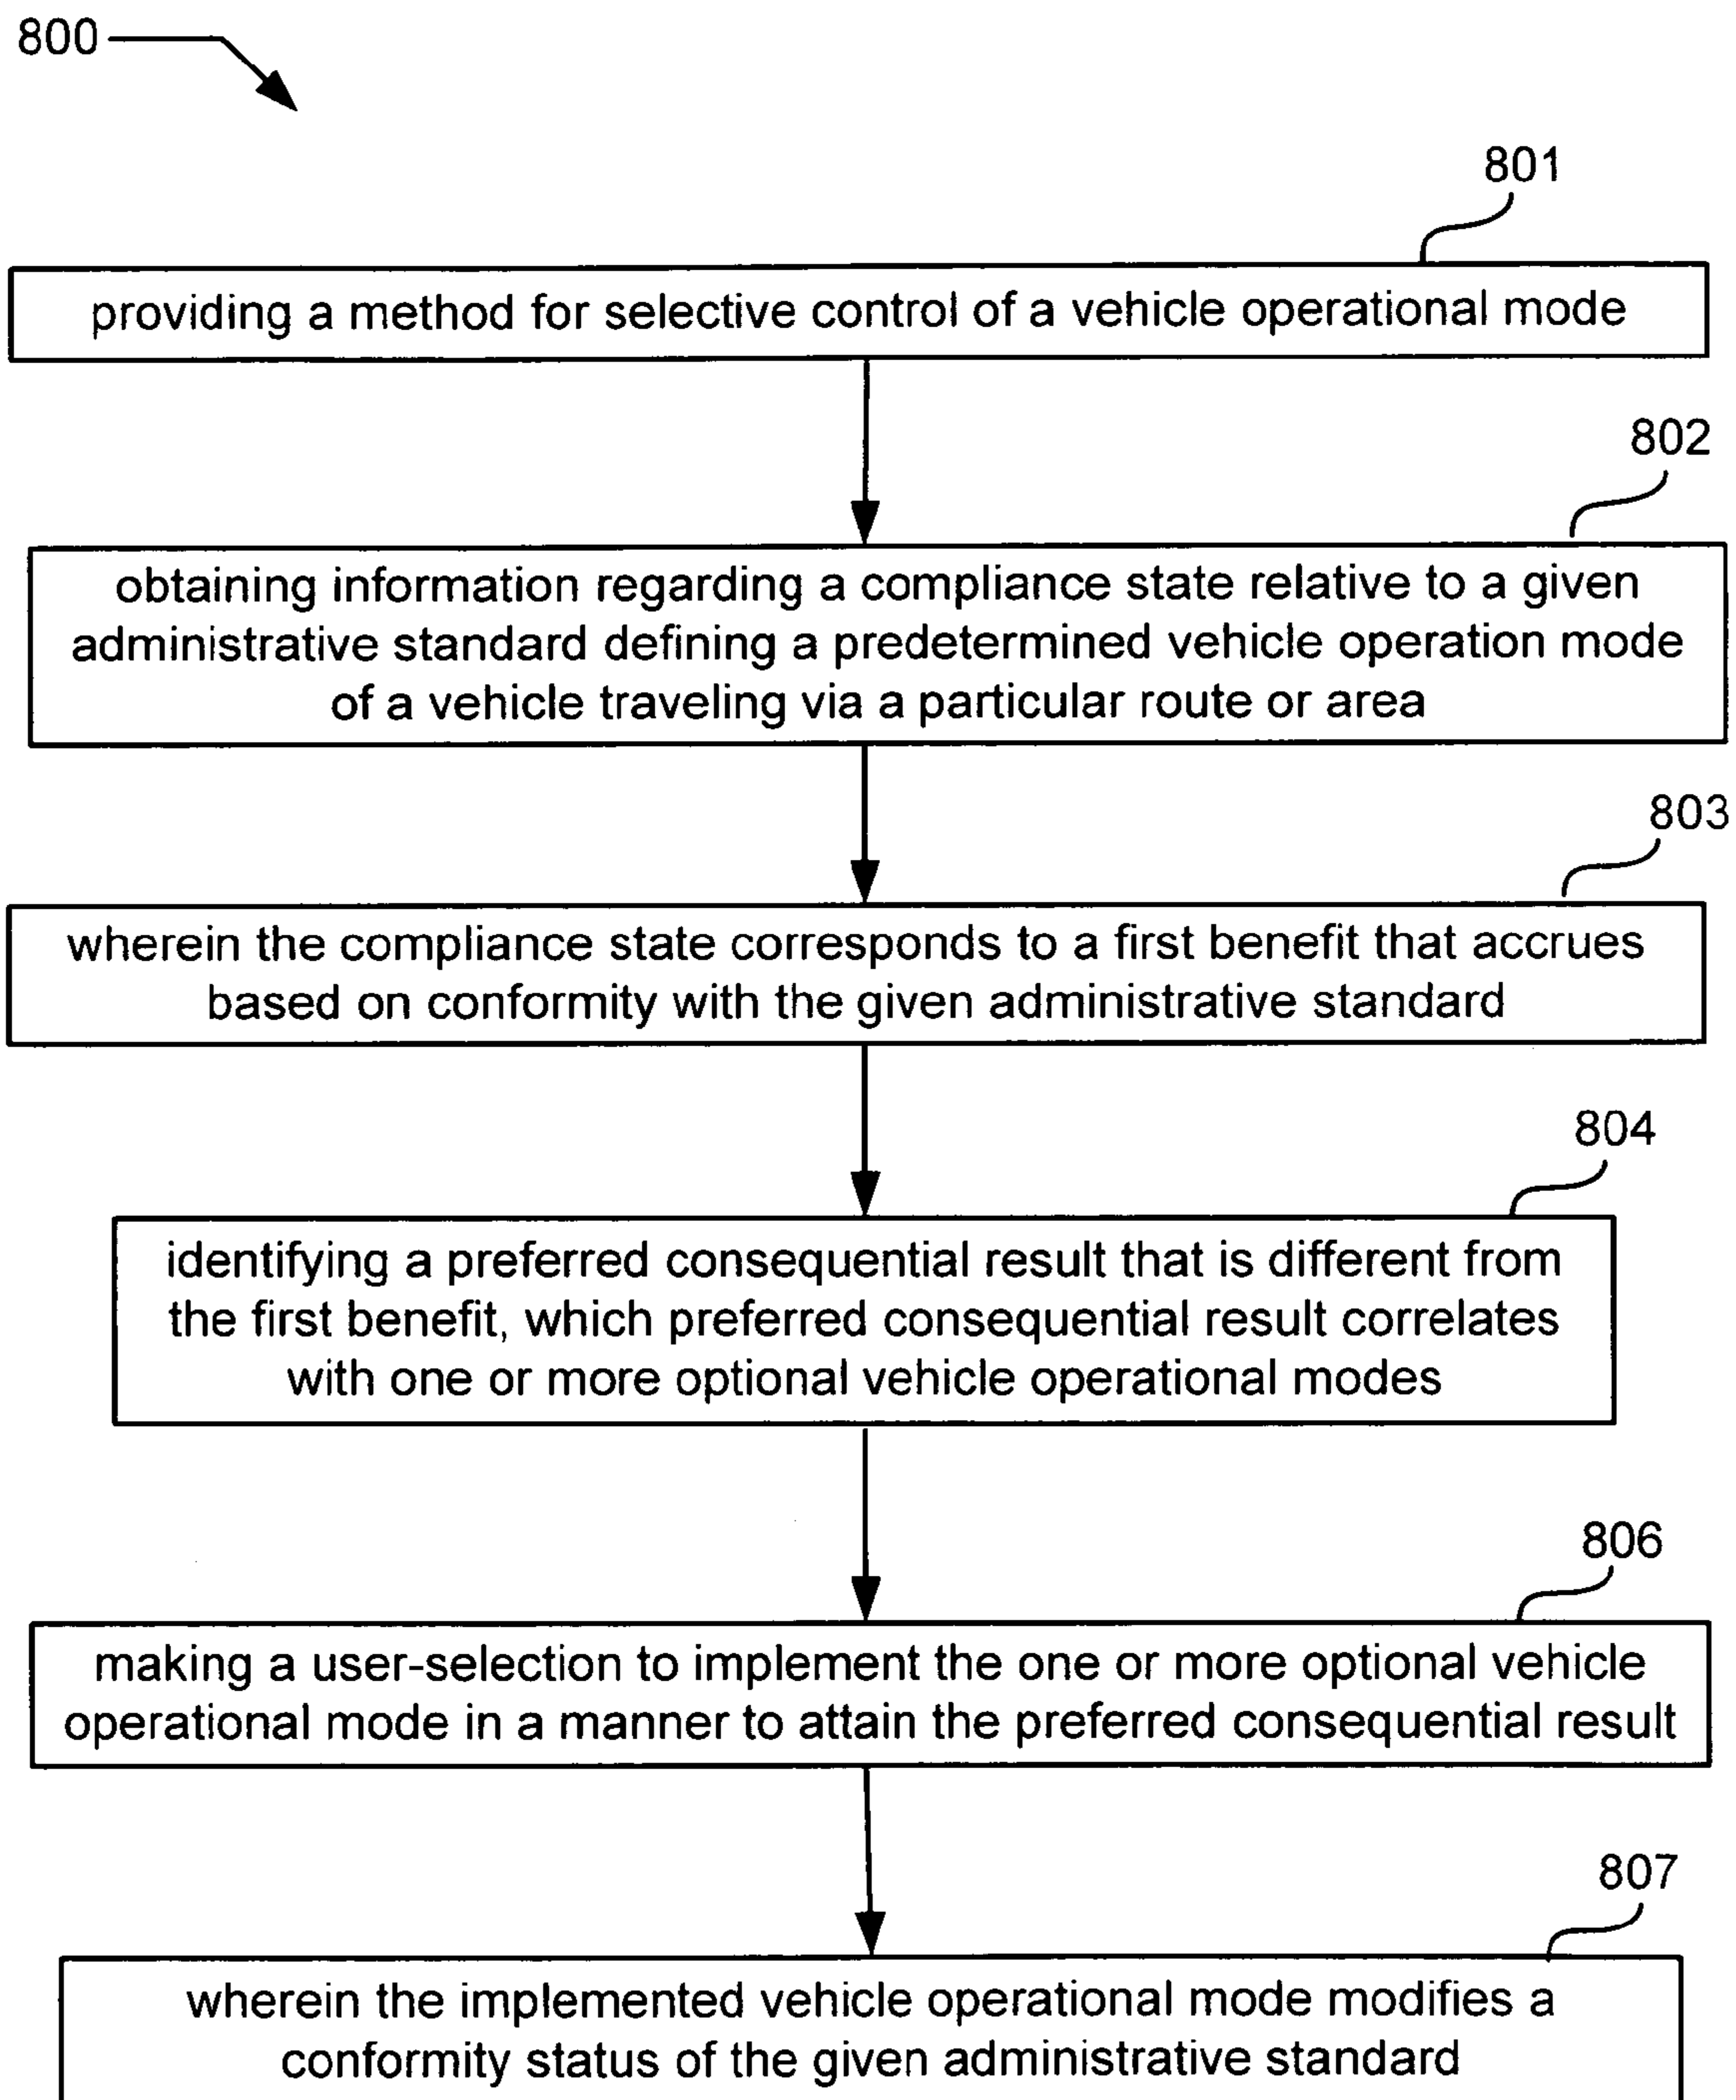 800
801
providing a method for selective control of a vehicle operational mode
802
obtaining information regarding a compliance state relative to a given
administrative standard defining a predetermined vehicle operation mode
of a vehicle traveling via a particular route or area
803
wherein the compliance state corresponds to a first benefit that accrues
based on conformity with the given administrative standard
804
identifying a preferred consequential result that is different from
the first benefit, which preferred consequential result correlates
with one or more optional vehicle operational modes
806
making a user-selection to implement the one or more optional vehicle
operational mode in a manner to attain the preferred consequential result
807
wherein the implemented vehicle operational mode modifies a
conformity status of the given administrative standard